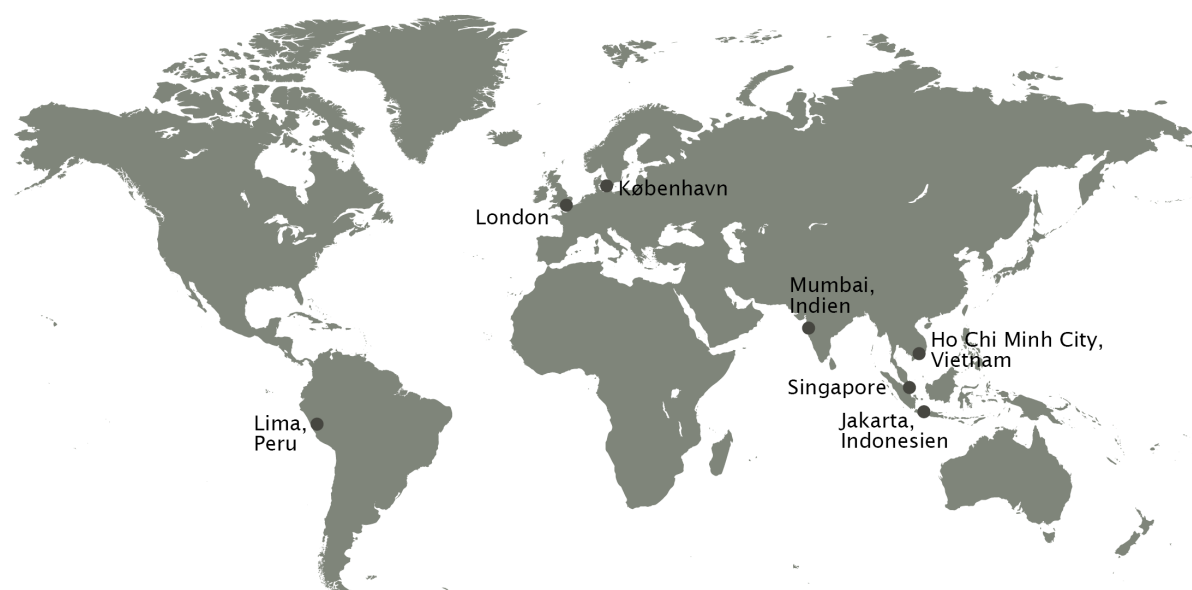 København
London
Mumbai,
Indien
Ho Chi Minh City,
Vietnam
Singapore
Jakarta,
Indonesien
Lima,
Peru